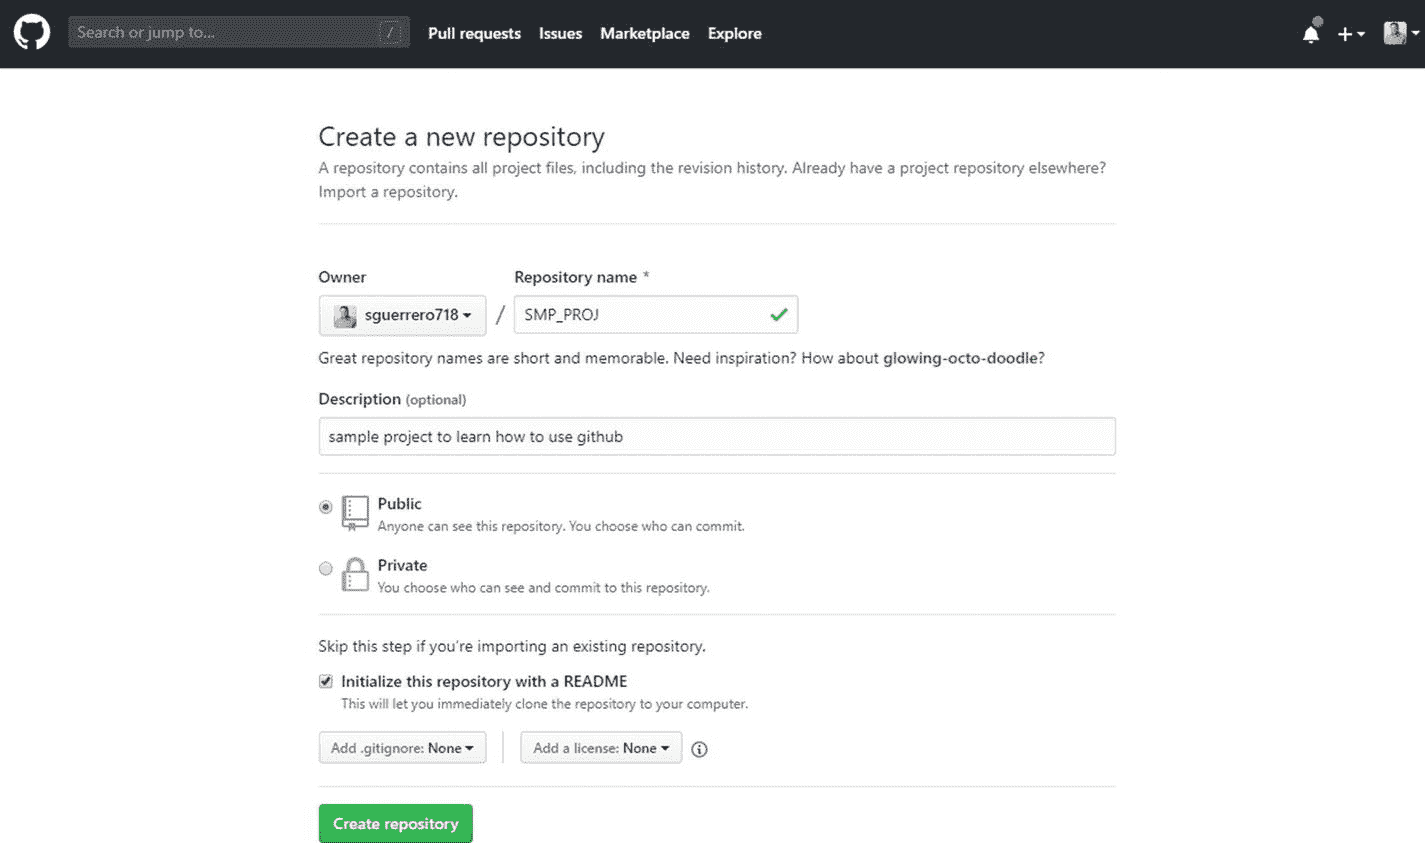 Search or jump to... /
Pull requests Issues Marketplace Explore
Create a new repository
A repository contains all project files, including the revision history. Already have a project repository elsewhere?
Import a repository.
Owner Repository name *
sguerrero718 / SMP_PROJ
Great repository names are short and memorable. Need inspiration? How about glowing-octo-doodle?
Description (optional)
sample project to learn how to use github
Public
Anyone can see this repository. You choose who can commit.
Private
You choose who can see and commit to this repository.
Skip this step if you're importing an existing repository.
Initialize this repository with a README
This will let you immediately clone the repository to your computer.
Add .gitignore: None Add a license: None
Create repository